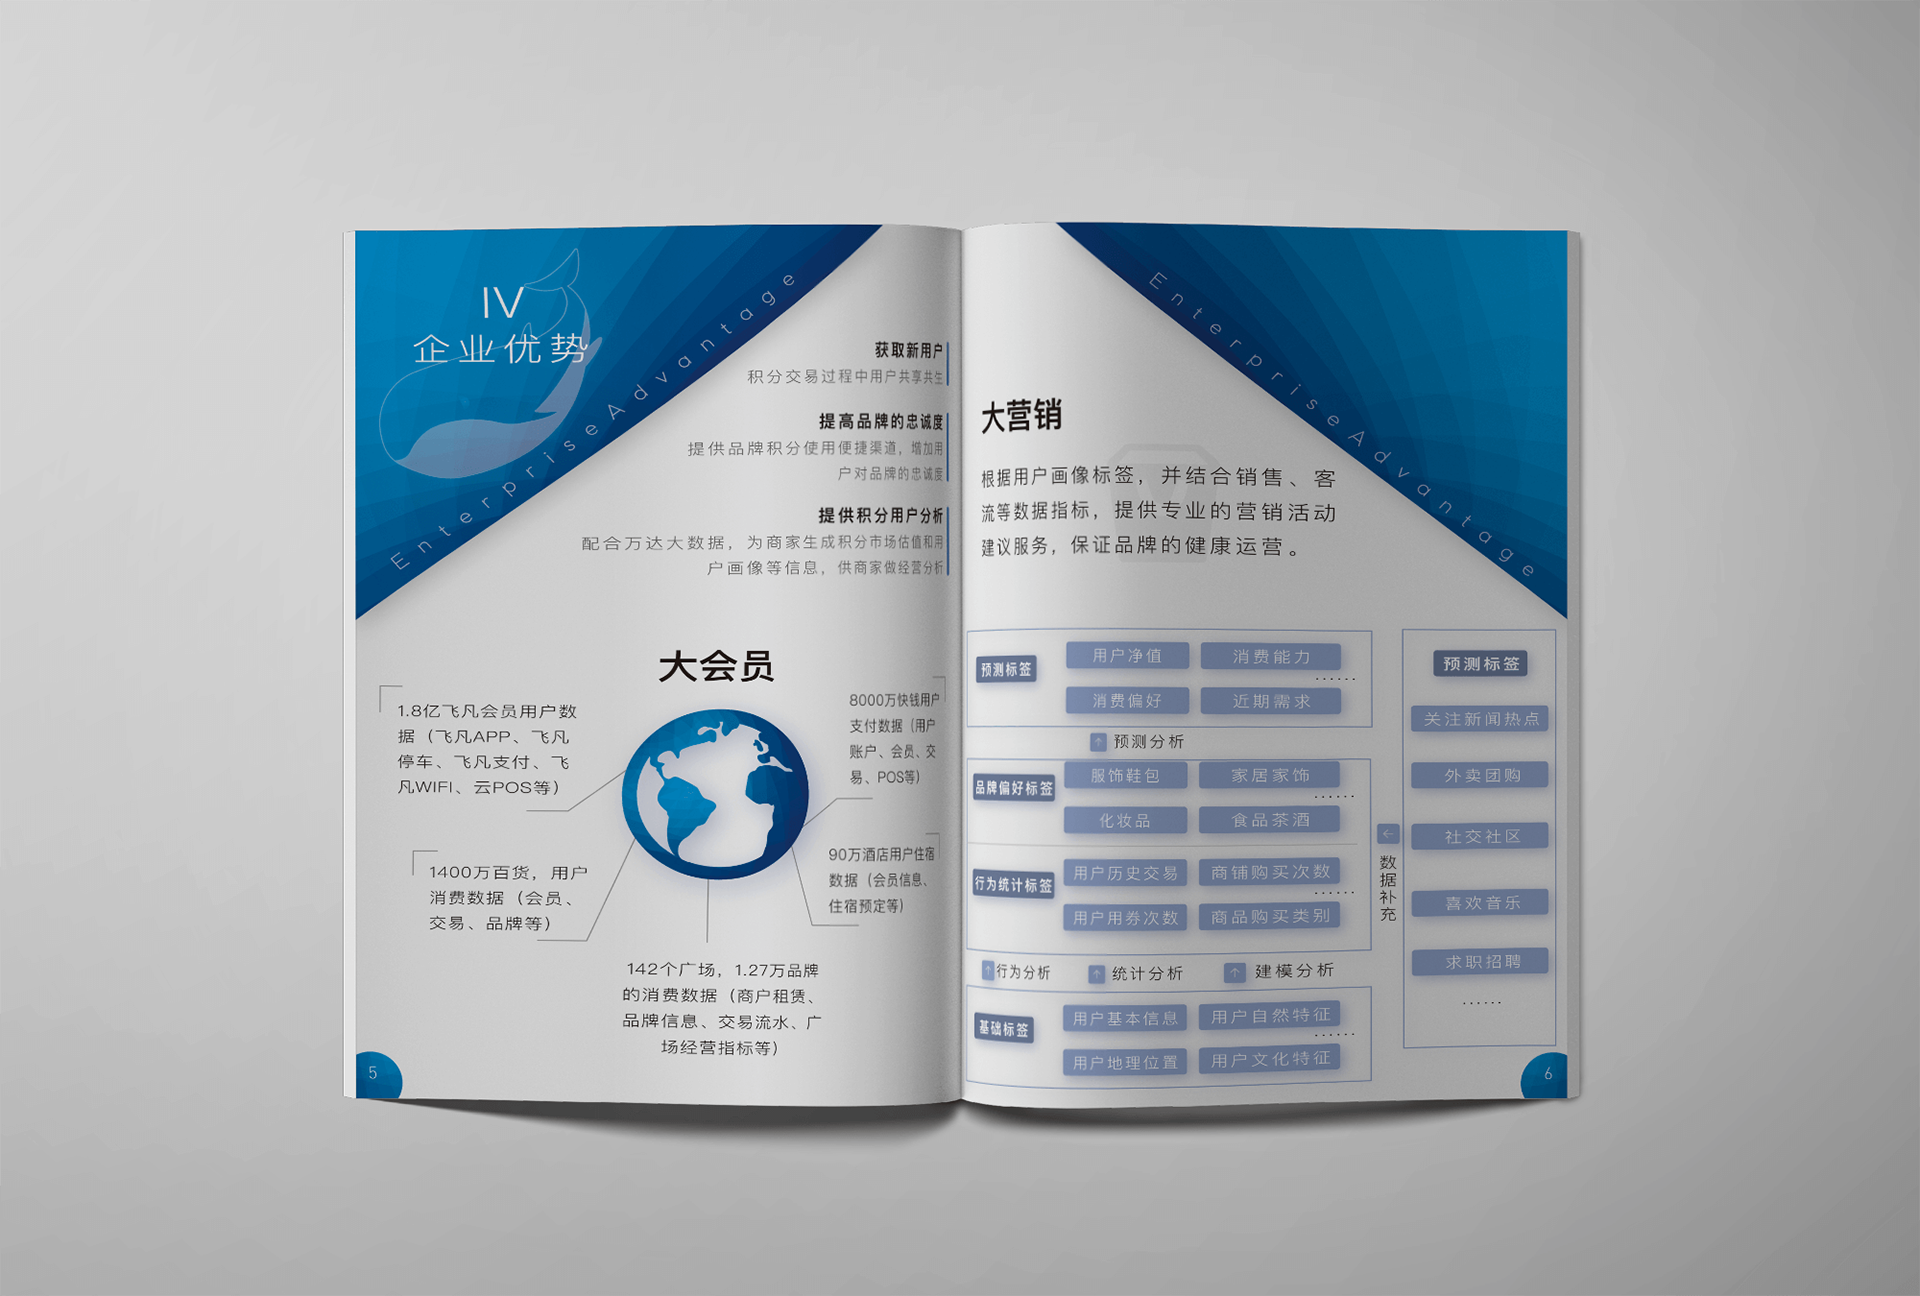 IV
企业优势
EnterpriseAdvantage
获取新用户
积分交易过程中用户共享共生
提高品牌的忠诚度
提供品牌积分使用便捷渠道，增加用
户对品牌的忠诚度
提供积分用户分析
配合万达大数据，为商家生成积分市场估值和用
户画像等信息，供商家做经营分析
大会员
1.8亿飞凡会员用户数
据（飞凡APP、飞凡
停车、飞凡支付、飞
凡WIFI、云POS等）
8000万快钱用户
支付数据（用户
账户、会员、交
易、POS等）
1400万百货，用户
消费数据（会员、
交易、品牌等）
90万酒店用户住宿
数据（会员信息、
住宿预定等）
142个广场，1.27万品牌
的消费数据（商户租赁、
品牌信息、交易流水、广
场经营指标等）
5
EnterpriseAdvantage
大营销
根据用户画像标签，并结合销售、客
流等数据指标，提供专业的营销活动
建议服务，保证品牌的健康运营。
预测标签
用户净值
消费能力
消费偏好
近期需求
......
↑ 预测分析
品牌偏好标签
服饰鞋包
家居家饰
化妆品
食品茶酒
......
行为统计标签
用户历史交易
商铺购买次数
用户用券次数
商品购买类别
......
↑ 行为分析
↑ 统计分析
↑ 建模分析
基础标签
用户基本信息
用户自然特征
用户地理位置
用户文化特征
......
← 数据补充
预测标签
关注新闻热点
外卖团购
社交社区
喜欢音乐
求职招聘
......
6